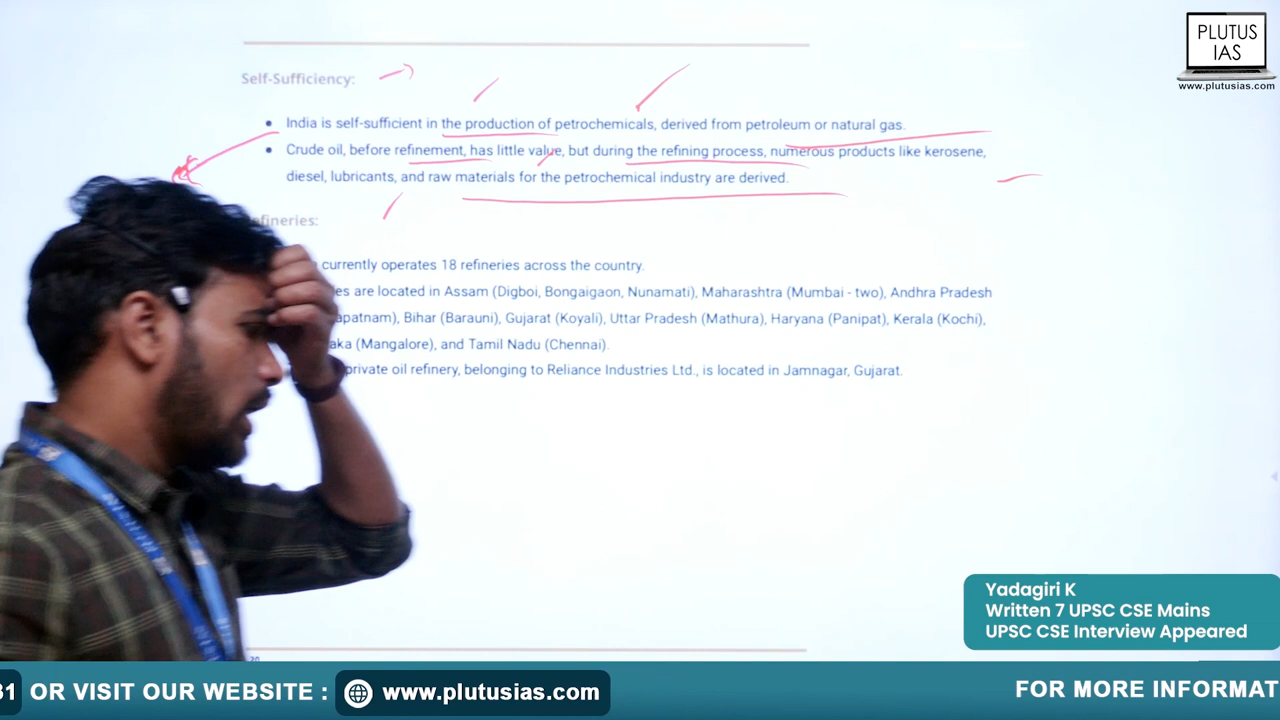 PLUTUS
IAS
www.plutusias.com
Self-Sufficiency:
India is self-sufficient in the production of petrochemicals, derived from petroleum or natural gas.
Crude oil, before refinement, has little value, but during the refining process, numerous products like kerosene,
diesel, lubricants, and raw materials for the petrochemical industry are derived.
efineries:
currently operates 18 refineries across the country.
es are located in Assam (Digboi, Bongaigaon, Nunamati), Maharashtra (Mumbai - two), Andhra Pradesh
apatnam), Bihar (Barauni), Gujarat (Koyali), Uttar Pradesh (Mathura), Haryana (Panipat), Kerala (Kochi),
aka (Mangalore), and Tamil Nadu (Chennai).
private oil refinery, belonging to Reliance Industries Ltd., is located in Jamnagar, Gujarat.
Yadagiri K
Written 7 UPSC CSE Mains
UPSC CSE Interview Appeared
31 OR VISIT OUR WEBSITE : www.plutusias.com FOR MORE INFORMAT